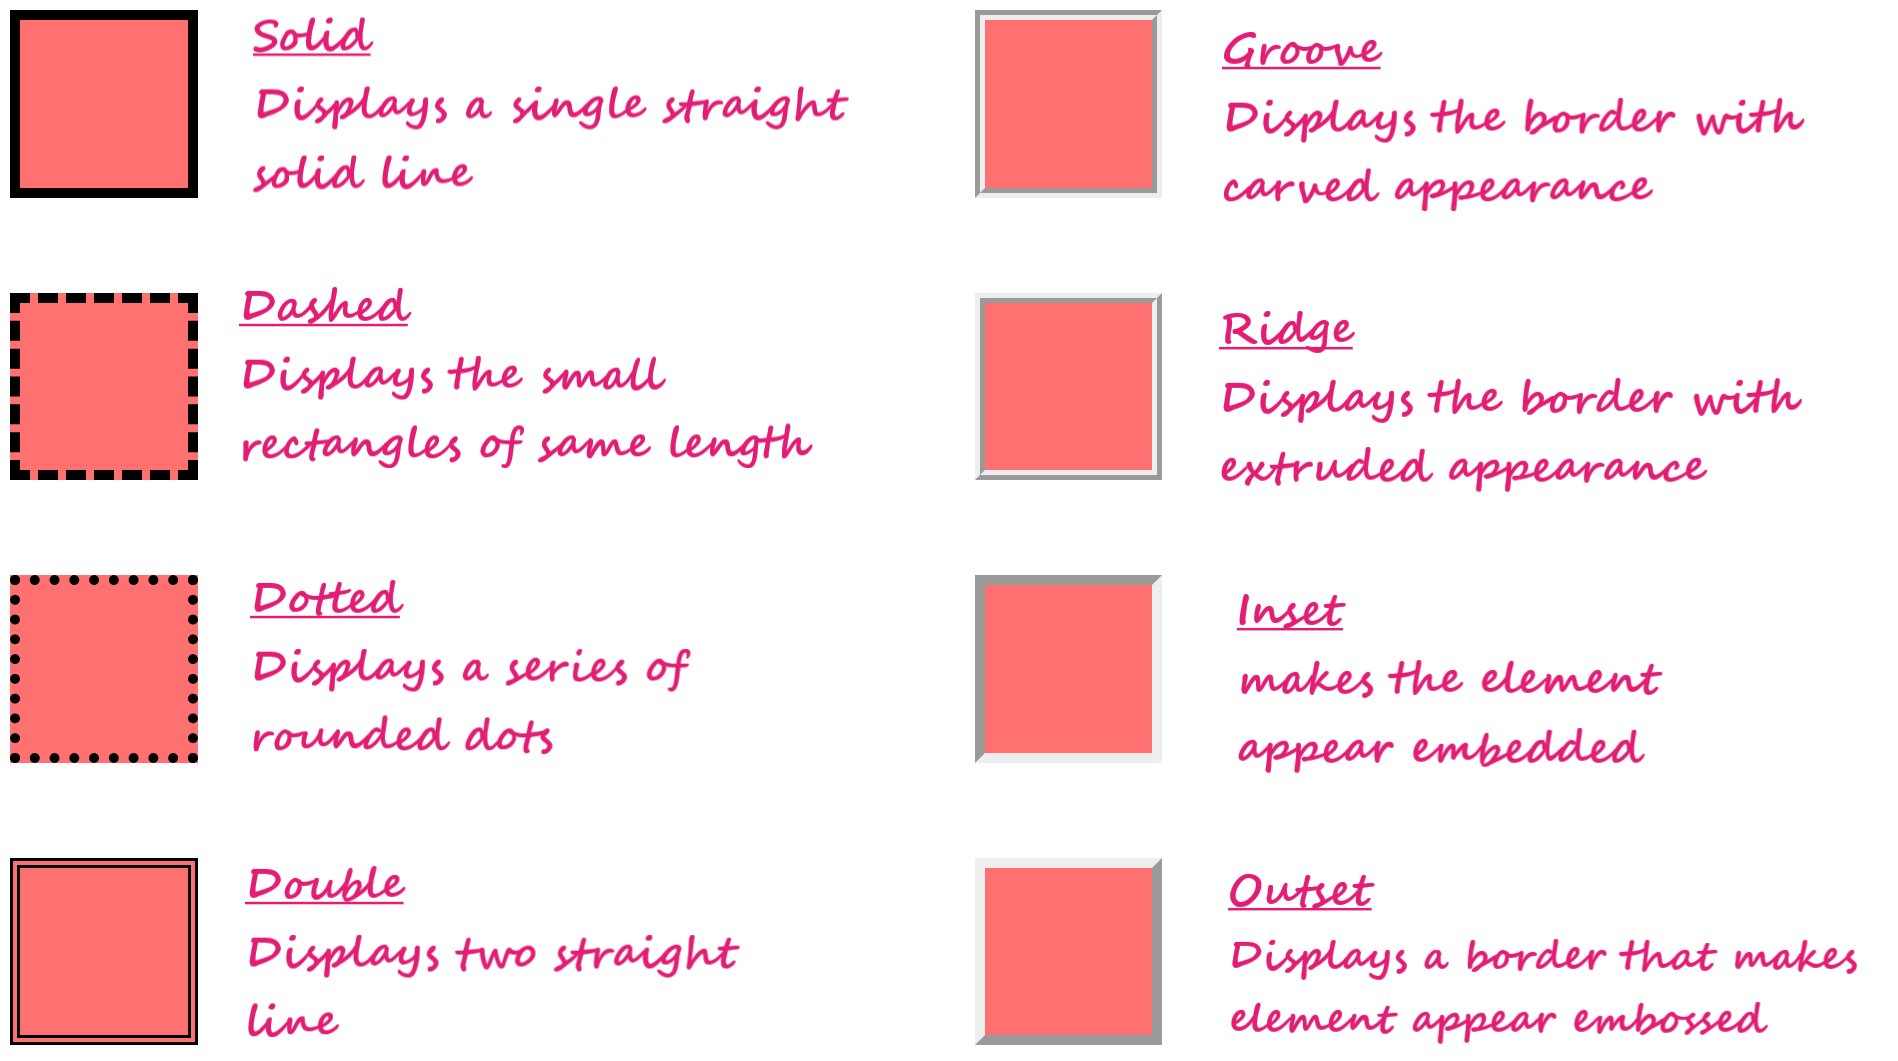 Solid
Displays a single straight
solid line
Dashed
Displays the small
rectangles of same length
Dotted
Displays a series of
rounded dots
Double
Displays two straight
line
Groove
Displays the border with
carved appearance
Ridge
Displays the border with
extruded appearance
Inset
makes the element
appear embedded
Outset
Displays a border that makes
element appear embossed